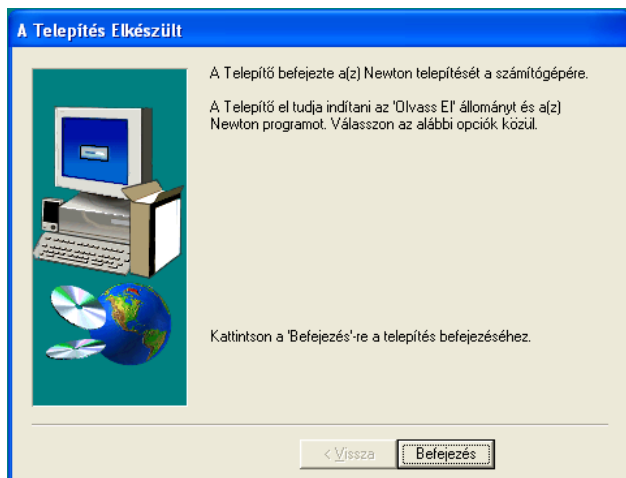 A Telepítés Elkészült
A Telepítő befejezte a(z) Newton telepítését a számítógépére.
A Telepítő el tudja indítani az 'Olvass El' állományt és a(z)
Newton programot. Válasszon az alábbi opciók közül.
Kattintson a 'Befejezés'-re a telepítés befejezéséhez.
< Vissza
Befejezés